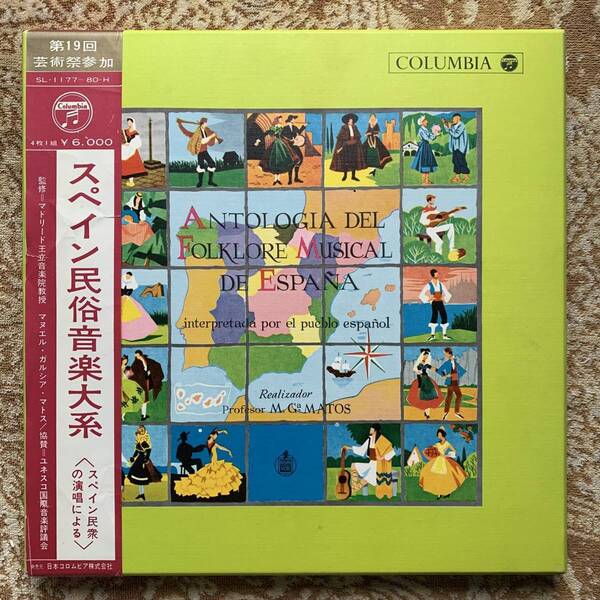 第19回
芸術祭参加
SL-1177-80-H
Columbia
4枚1組 ¥6,000
スペイン民俗音楽大系
監修=マドリード王立音楽院教授 マヌエル・ガルシア・マトス/協賛=ユネスコ国際音楽評議会
〈スペイン民衆
の演唱による〉
発売元 日本コロムビア株式会社
COLUMBIA
ANTOLOGIA DEL
FOLKLORE MUSICAL
DE ESPAÑA
interpretada por el pueblo español
Realizador
Profesor M. Gª MATOS